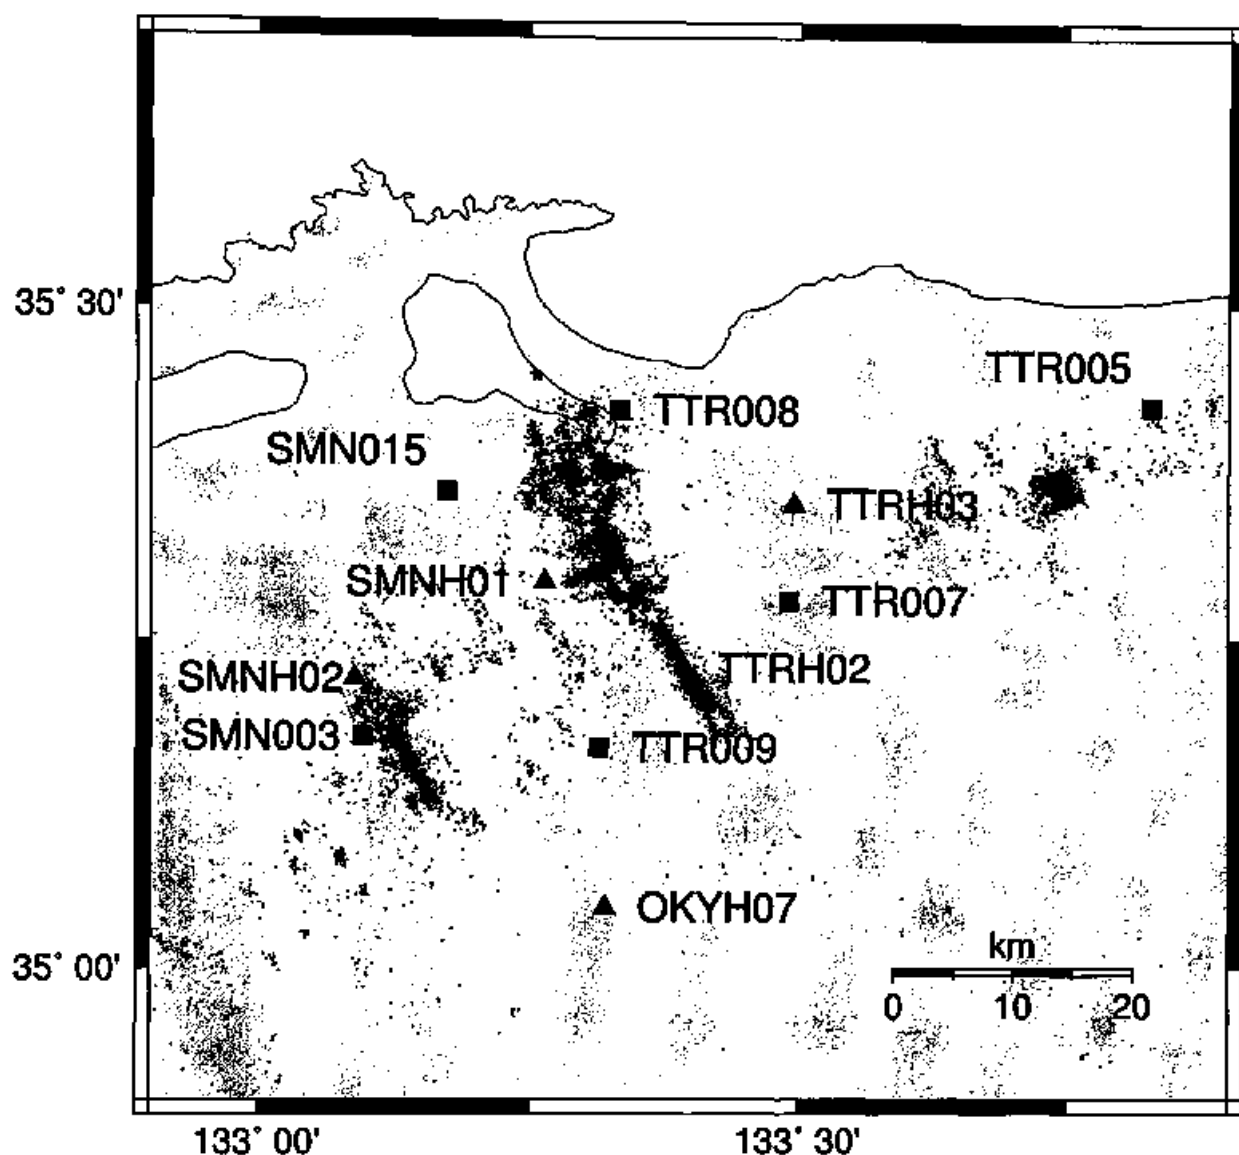 35° 30'
TTR005
TTR008
SMN015
TTRH03
SMNH01
TTR007
TTRH02
SMNH02
SMN003
TTR009
OKYH07
km
35° 00'
0 10 20
133° 00' 133° 30'